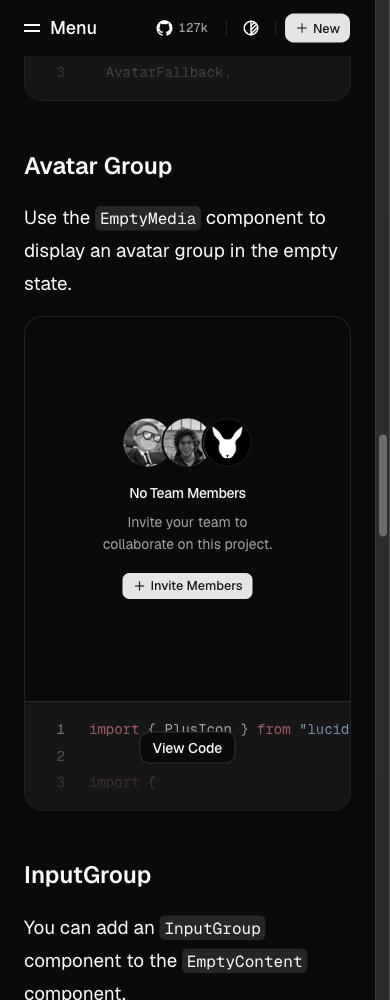 Menu 127k + New
3 AvatarFallback,
Avatar Group
Use the EmptyMedia component to
display an avatar group in the empty
state.
No Team Members
Invite your team to
collaborate on this project.
+ Invite Members
1 import { PlusIcon } from "lucid
View Code
2
3 import {
InputGroup
You can add an InputGroup
component to the EmptyContent
component.